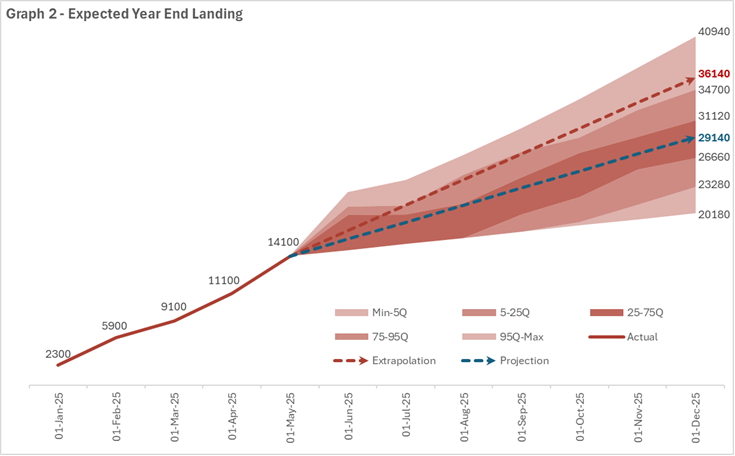 Graph 2 - Expected Year End Landing
40940
36140
34700
31120
29140
26660
23280
20180
14100
11100
9100
5900
2300
Min-5Q 5-25Q 25-75Q
75-95Q 95Q-Max Actual
Extrapolation Projection
01-Jan-25 01-Feb-25 01-Mar-25 01-Apr-25 01-May-25 01-Jun-25 01-Jul-25 01-Aug-25 01-Sep-25 01-Oct-25 01-Nov-25 01-Dec-25